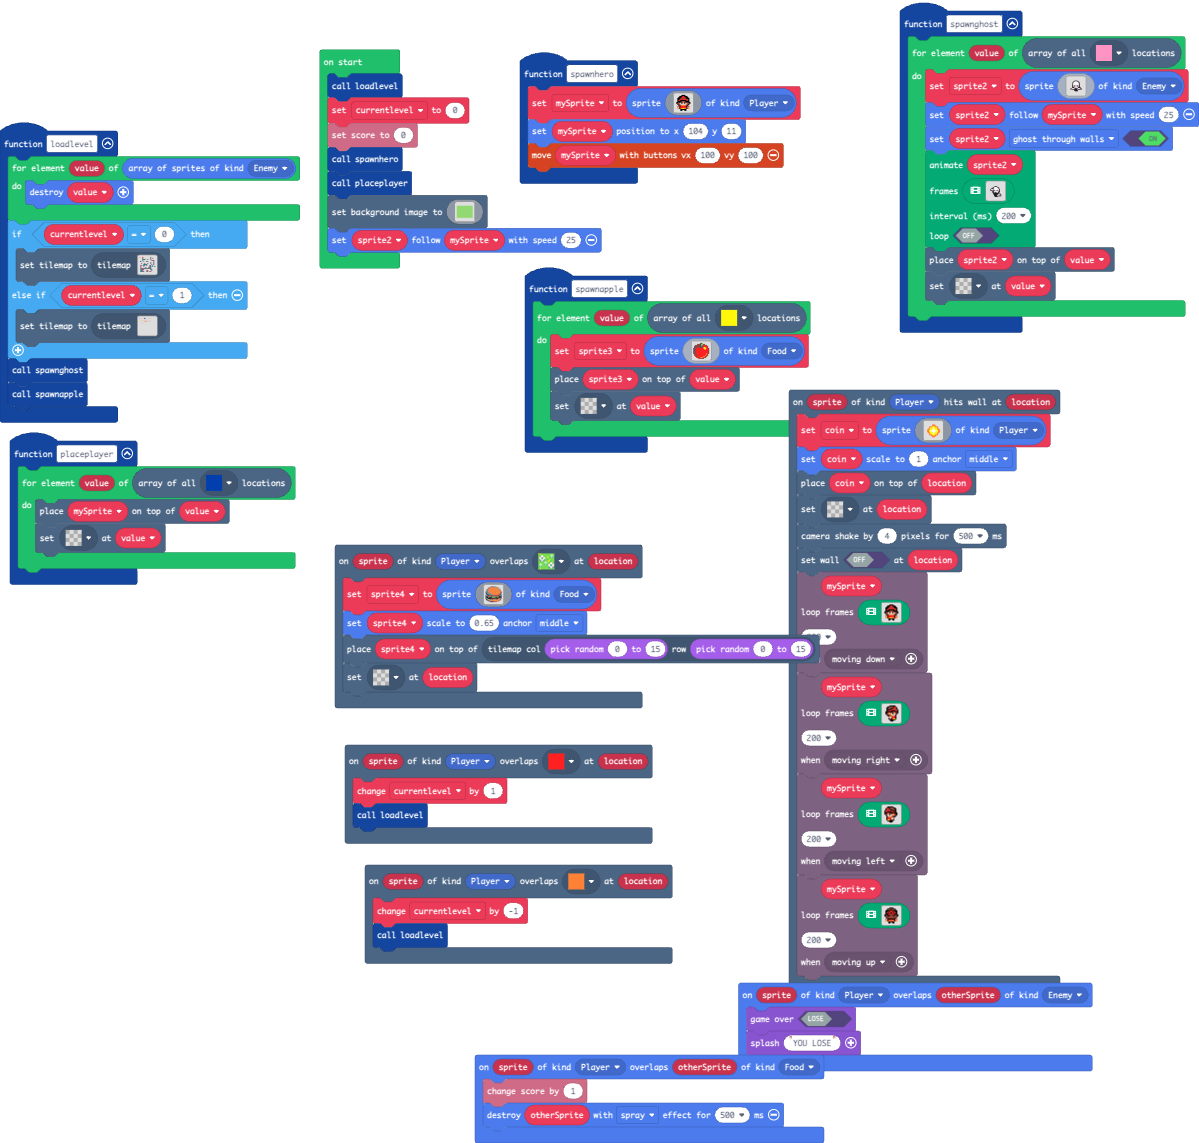 function spawnghost
for element value of array of all locations
do
set sprite2 to sprite of kind Enemy
set sprite2 follow mySprite with speed 25
set sprite2 ghost through walls ON
animate sprite2
frames
interval (ms) 200
loop OFF
place sprite2 on top of value
set at value
on start
call loadlevel
set currentlevel to 0
set score to 0
call spawnhero
call placeplayer
set background image to
set sprite2 follow mySprite with speed 25
function spawnhero
set mySprite to sprite of kind Player
set mySprite position to x 104 y 11
move mySprite with buttons vx 100 vy 100
function loadlevel
for element value of array of sprites of kind Enemy
do
destroy value
if currentlevel = 0 then
set tilemap to tilemap
else if currentlevel = 1 then
set tilemap to tilemap
call spawnghost
call spawnapple
function spawnapple
for element value of array of all locations
do
set sprite3 to sprite of kind Food
place sprite3 on top of value
set at value
function placeplayer
for element value of array of all locations
do
place mySprite on top of value
set at value
on sprite of kind Player hits wall at location
set coin to sprite of kind Player
set coin scale to 1 anchor middle
place coin on top of location
set at location
camera shake by 4 pixels for 500 ms
set wall OFF at location
mySprite
loop frames
moving down
mySprite
loop frames
200
when moving right
mySprite
loop frames
200
when moving left
mySprite
loop frames
200
when moving up
on sprite of kind Player overlaps at location
set sprite4 to sprite of kind Food
set sprite4 scale to 0.65 anchor middle
place sprite4 on top of tilemap col pick random 0 to 15 row pick random 0 to 15
set at location
on sprite of kind Player overlaps at location
change currentlevel by 1
call loadlevel
on sprite of kind Player overlaps at location
change currentlevel by -1
call loadlevel
on sprite of kind Player overlaps otherSprite of kind Enemy
game over LOSE
splash "YOU LOSE"
on sprite of kind Player overlaps otherSprite of kind Food
change score by 1
destroy otherSprite with spray effect for 500 ms